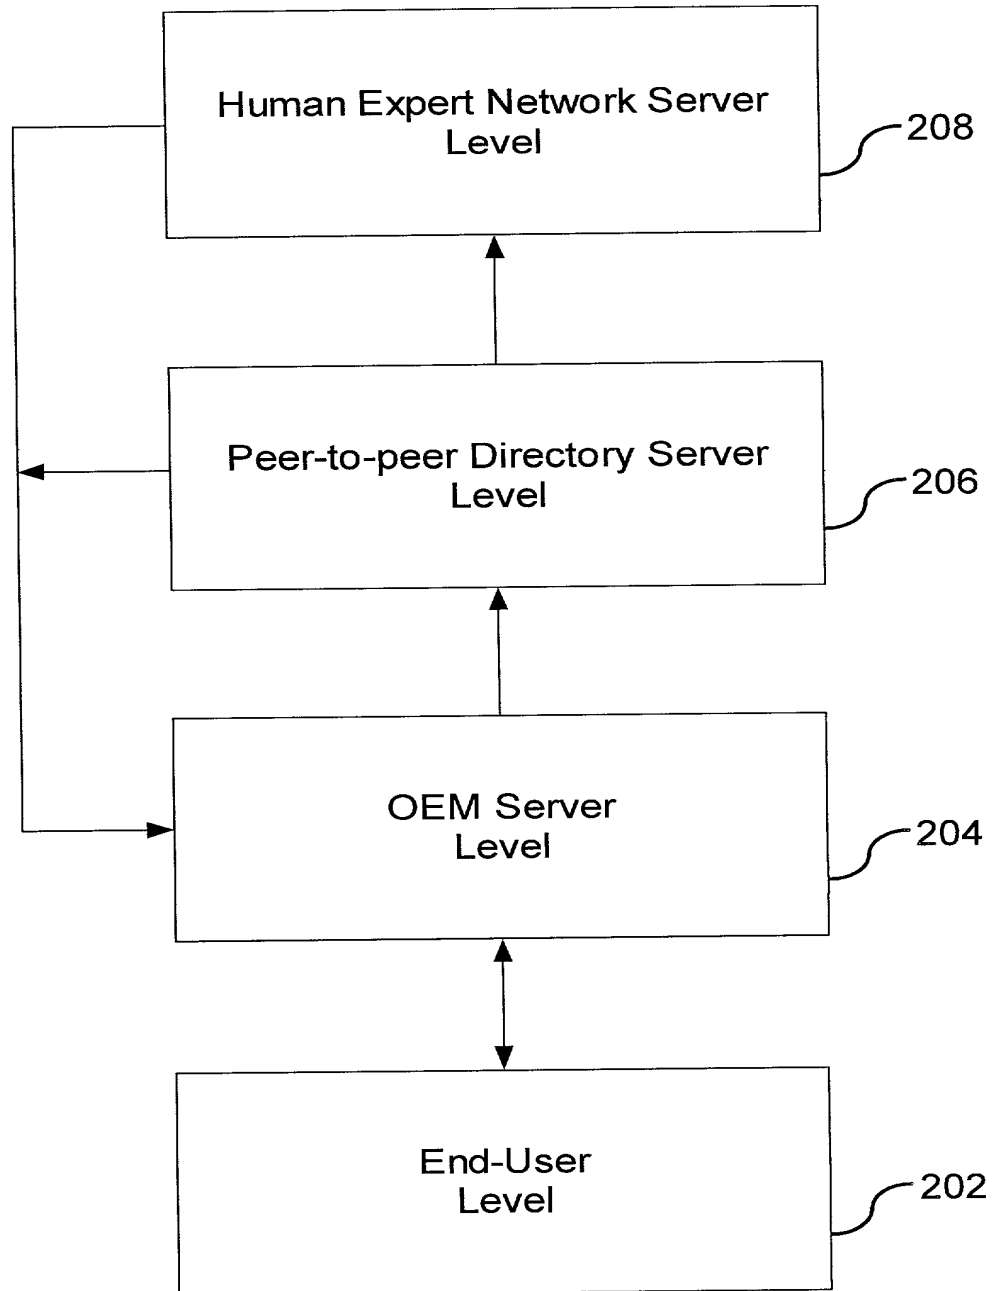 Human Expert Network Server
Level
208
Peer-to-peer Directory Server
Level
206
OEM Server
Level
204
End-User
Level
202